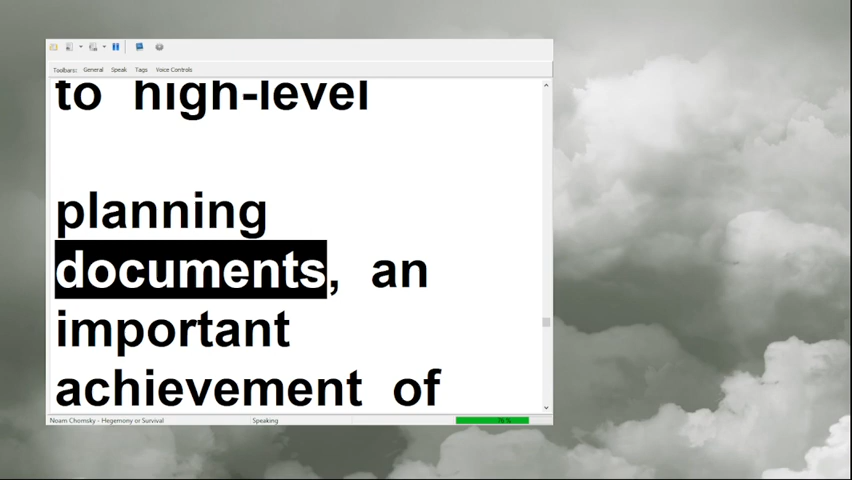 Toolbars: General Speak Tags Voice Controls
to high-level
planning
documents, an
important
achievement of
Noam Chomsky - Hegemony or Survival Speaking 76 %